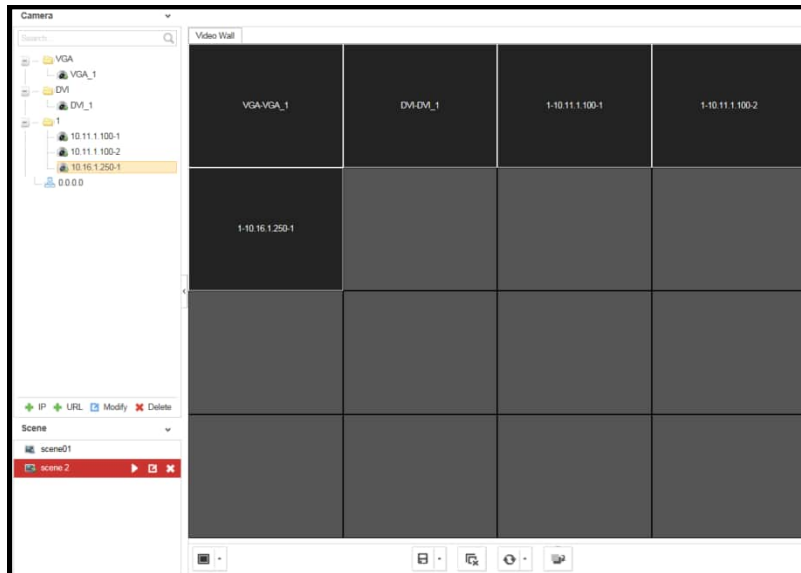 Camera
Search...
VGA
VGA_1
DVI
DVI_1
1
10.11.1.100-1
10.11.1.100-2
10.16.1.250-1
0.0.0.0
IP URL Modify Delete
Scene
scene01
scene 2
Video Wall
VGA-VGA_1 DVI-DVI_1 1-10.11.1.100-1 1-10.11.1.100-2
1-10.16.1.250-1